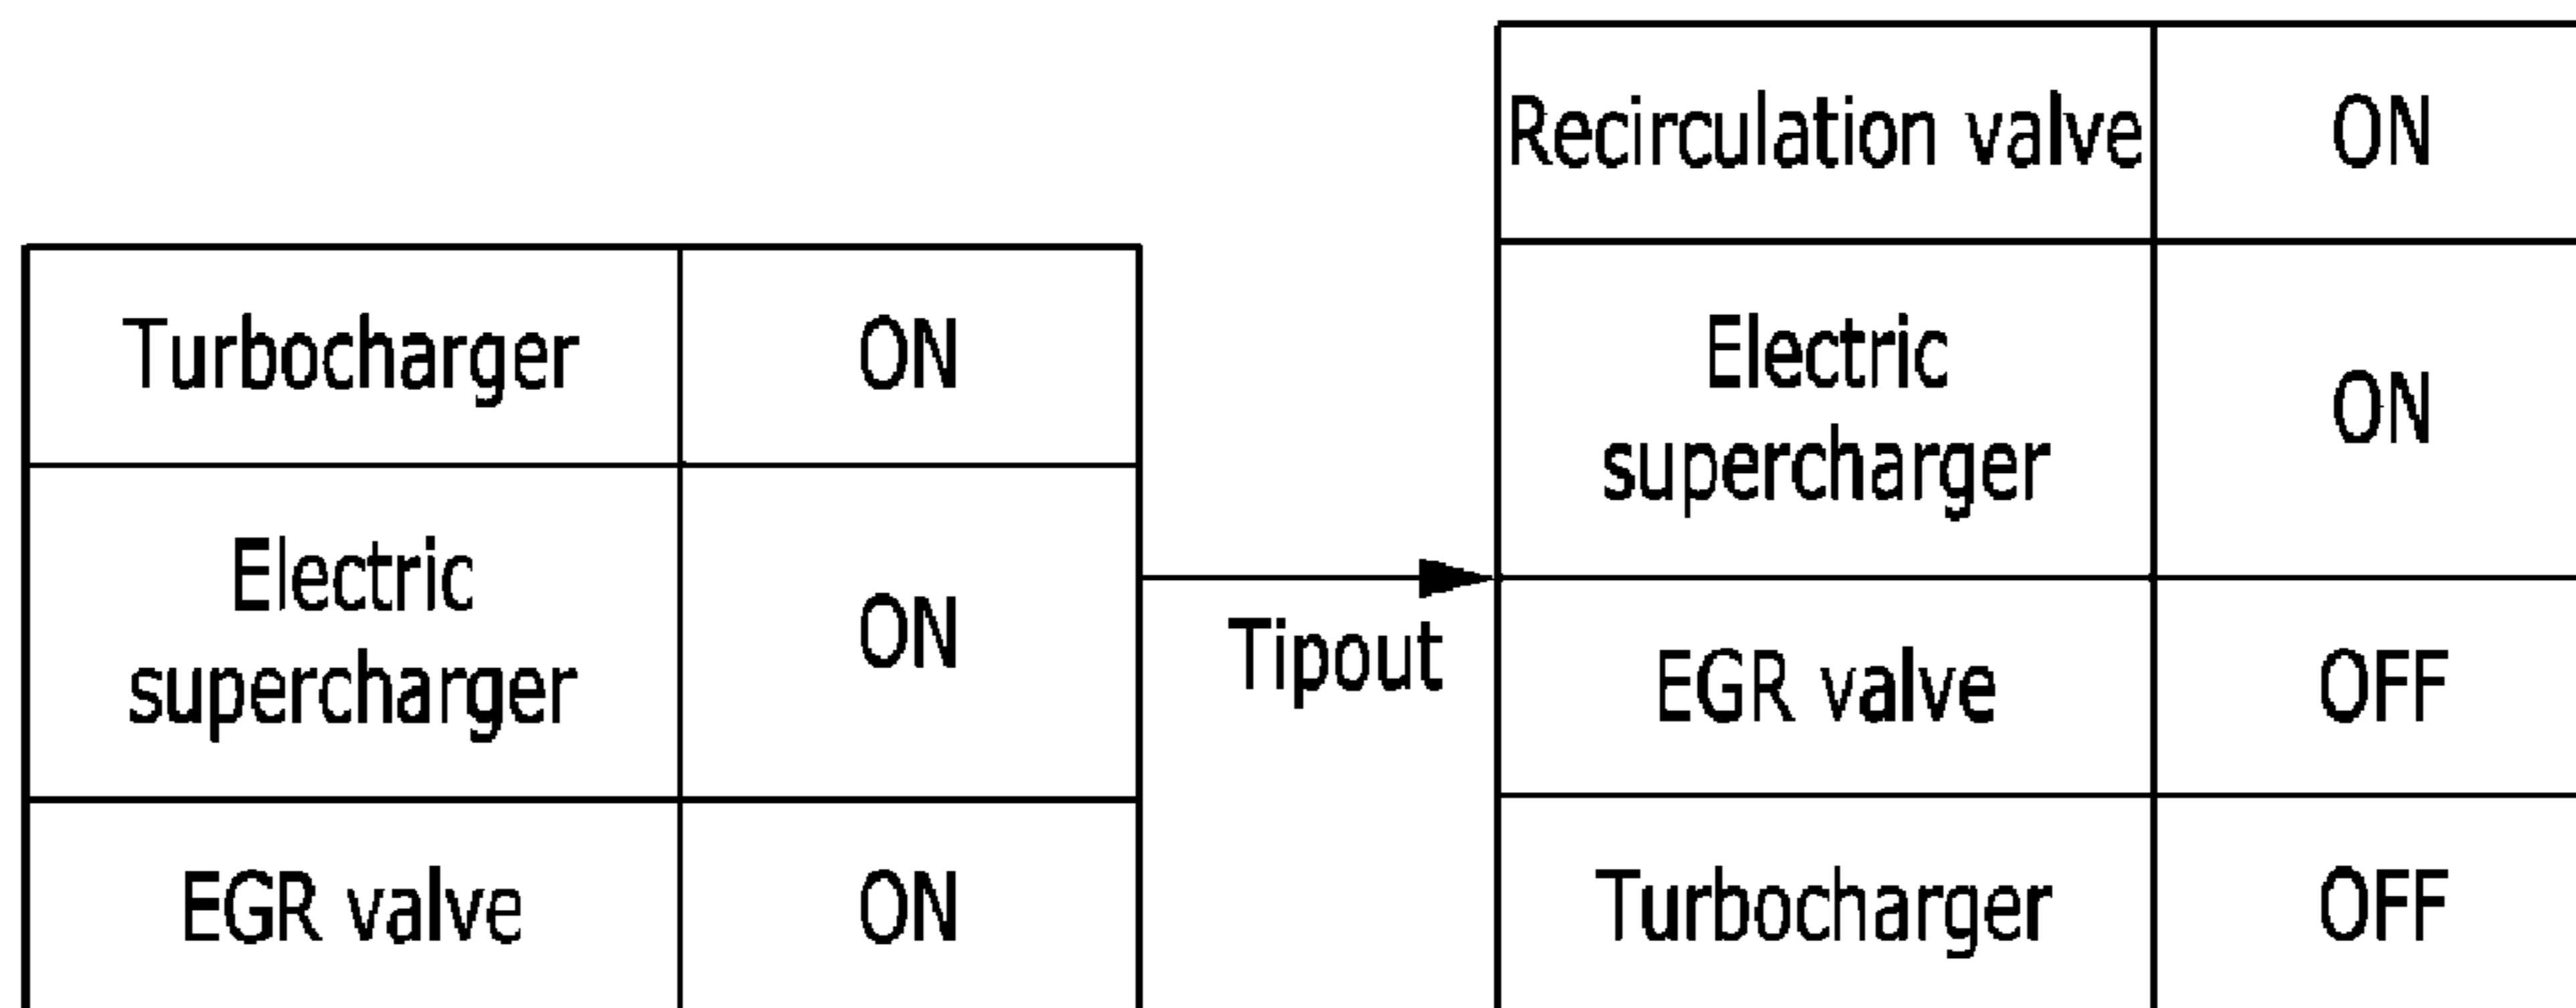 Turbocharger ON
Electric
supercharger
ON
EGR valve ON
Tipout
Recirculation valve ON
Electric
supercharger
ON
EGR valve OFF
Turbocharger OFF